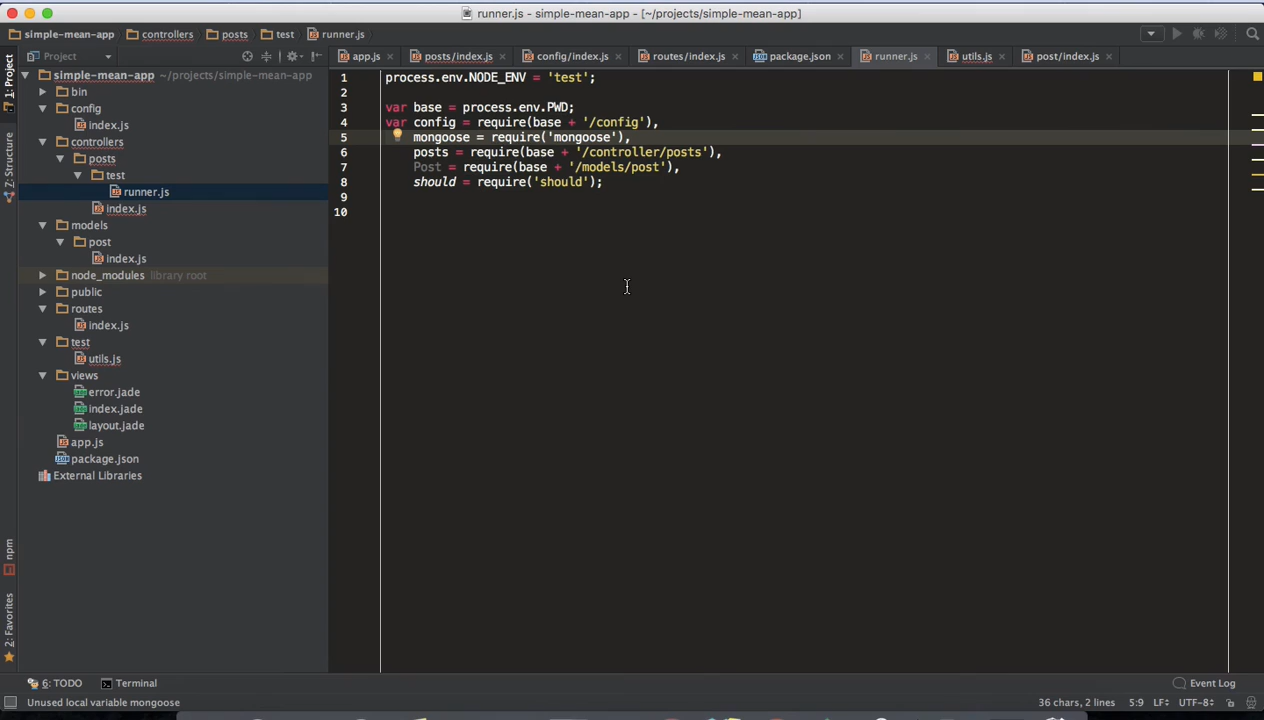 runner.js - simple-mean-app - [~/projects/simple-mean-app]
simple-mean-app controllers posts test runner.js
Project
app.js posts/index.js config/index.js routes/index.js package.json runner.js utils.js post/index.js
1: Project
Z: Structure
npm
2: Favorites
simple-mean-app ~/projects/simple-mean-app
bin
config
index.js
controllers
posts
test
runner.js
index.js
models
post
index.js
node_modules library root
public
routes
index.js
test
utils.js
views
error.jade
index.jade
layout.jade
app.js
package.json
External Libraries
1 process.env.NODE_ENV = 'test';
2
3 var base = process.env.PWD;
4 var config = require(base + '/config'),
5 mongoose = require('mongoose'),
6 posts = require(base + '/controller/posts'),
7 Post = require(base + '/models/post'),
8 should = require('should');
9
10
6: TODO Terminal Event Log
Unused local variable mongoose 36 chars, 2 lines 5:9 LF÷ UTF-8÷